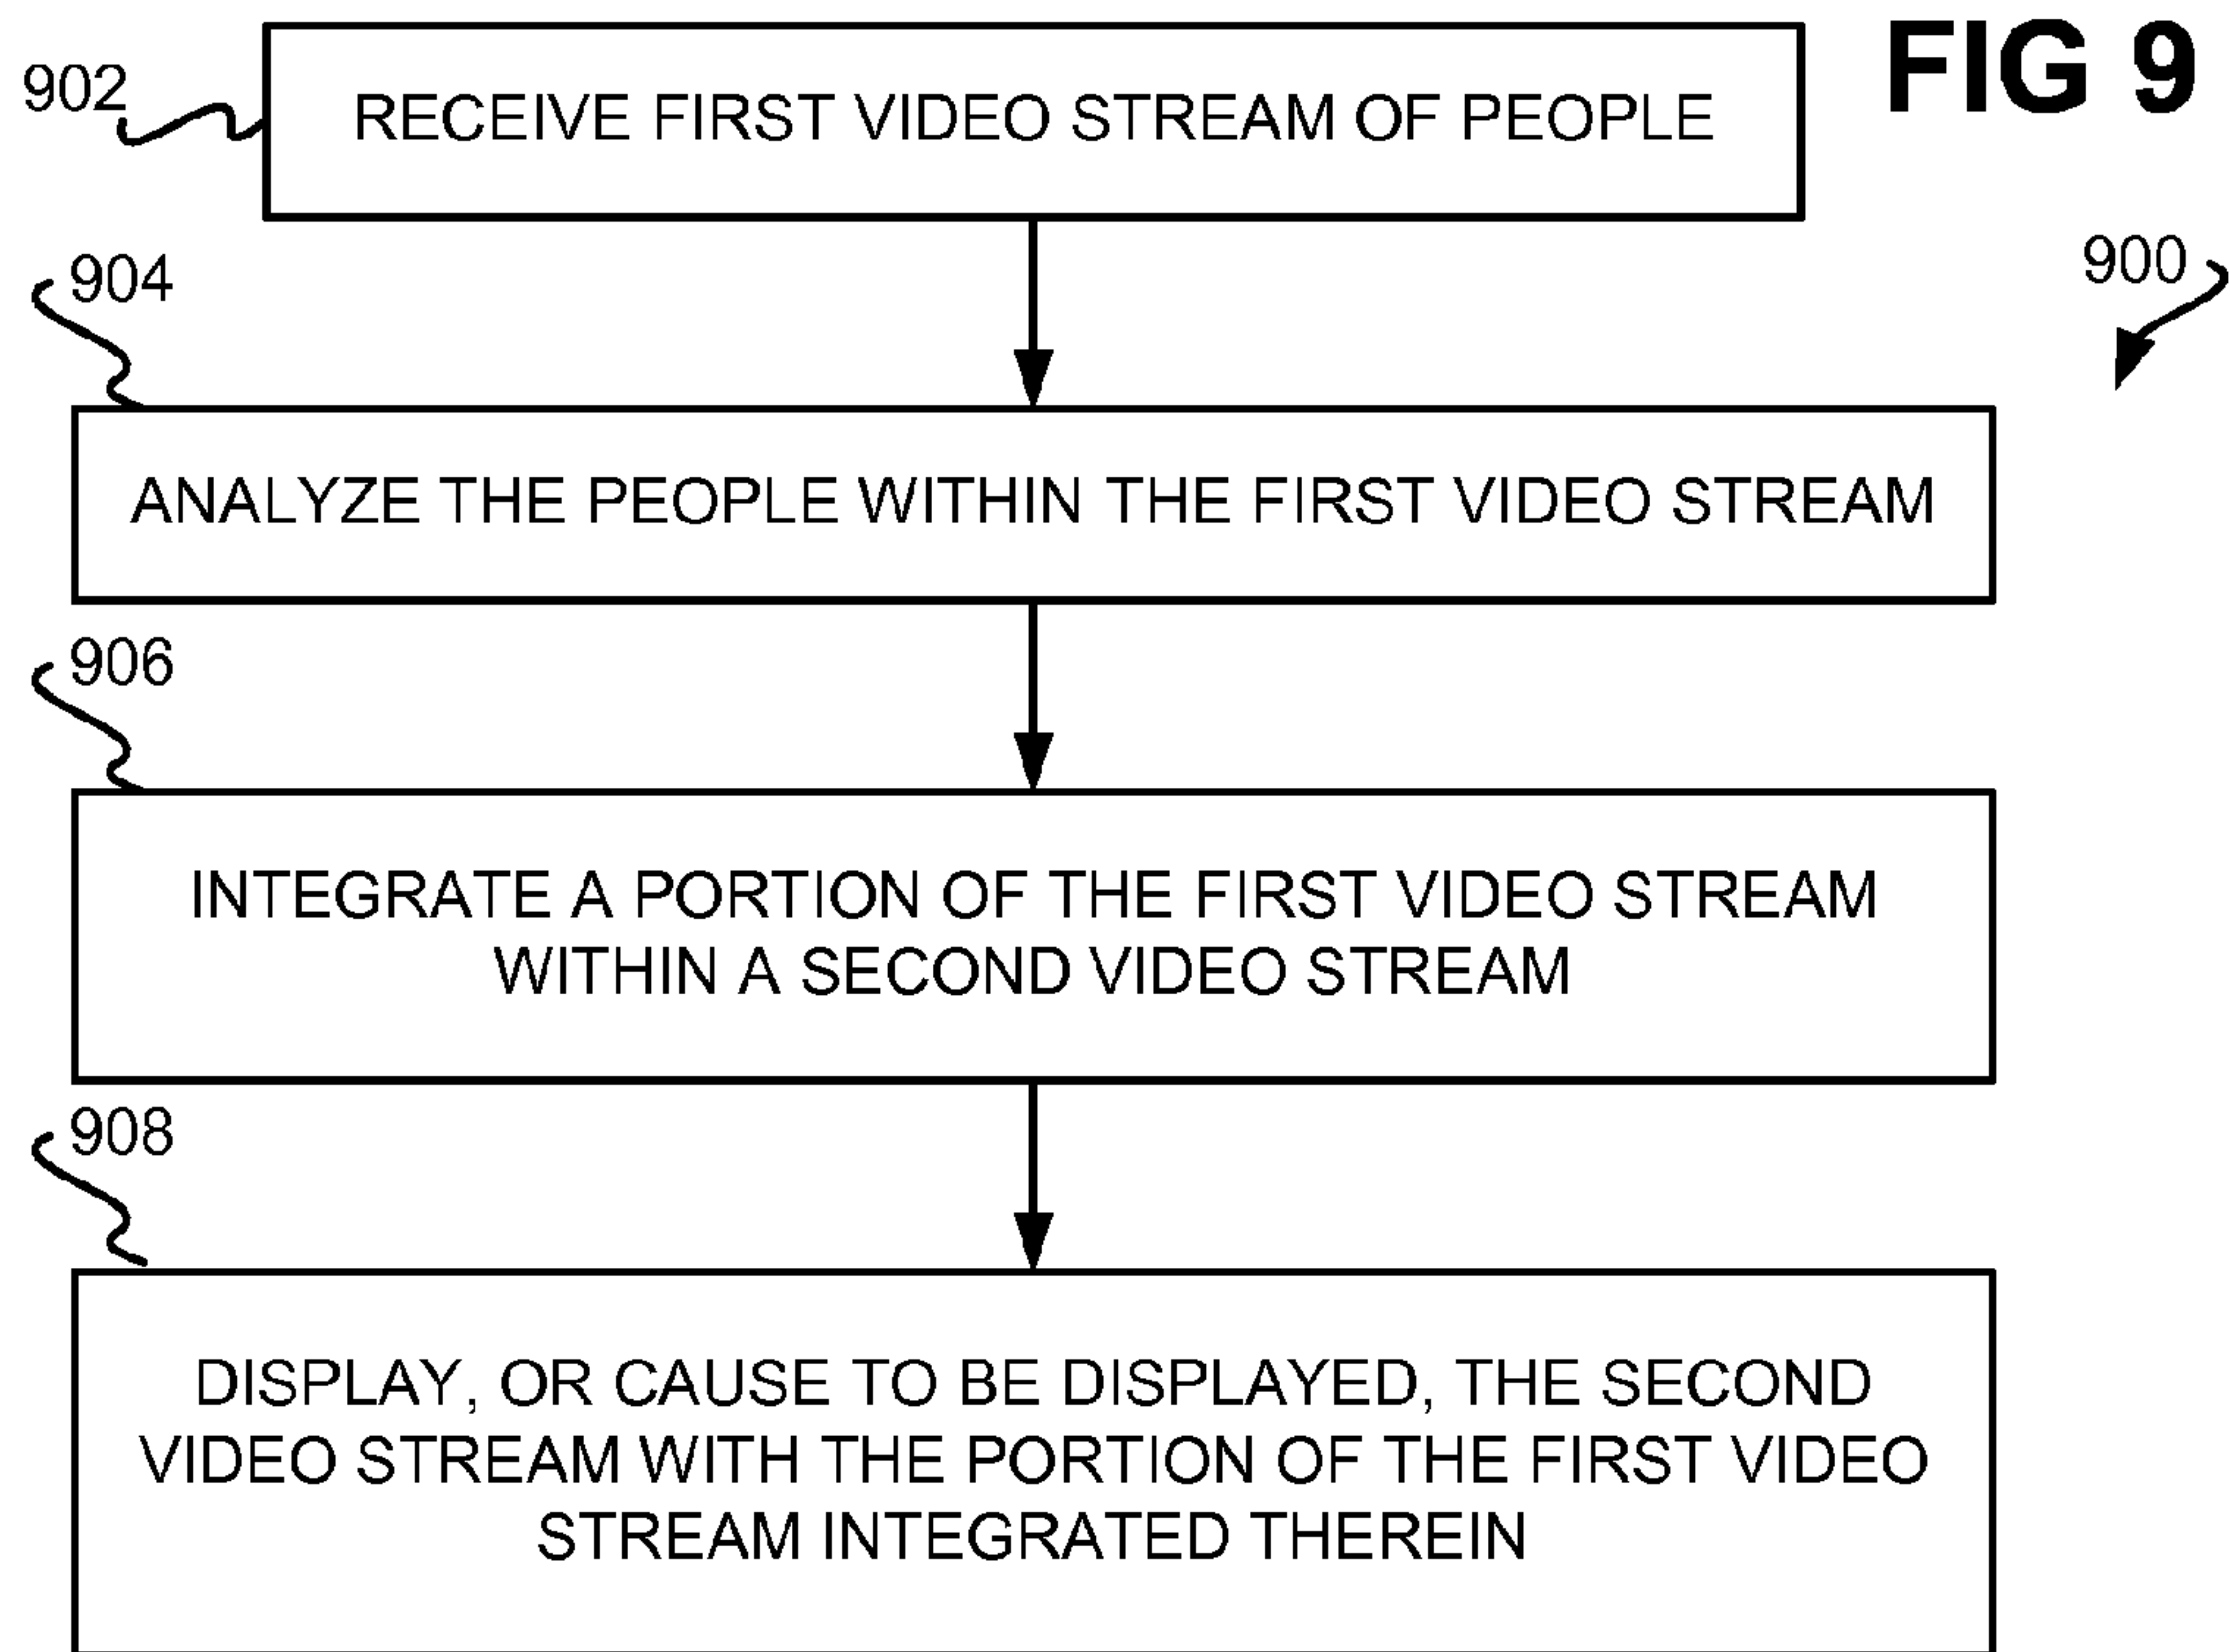 FIG 9
902
RECEIVE FIRST VIDEO STREAM OF PEOPLE
900
904
ANALYZE THE PEOPLE WITHIN THE FIRST VIDEO STREAM
906
INTEGRATE A PORTION OF THE FIRST VIDEO STREAM
WITHIN A SECOND VIDEO STREAM
908
DISPLAY, OR CAUSE TO BE DISPLAYED, THE SECOND
VIDEO STREAM WITH THE PORTION OF THE FIRST VIDEO
STREAM INTEGRATED THEREIN